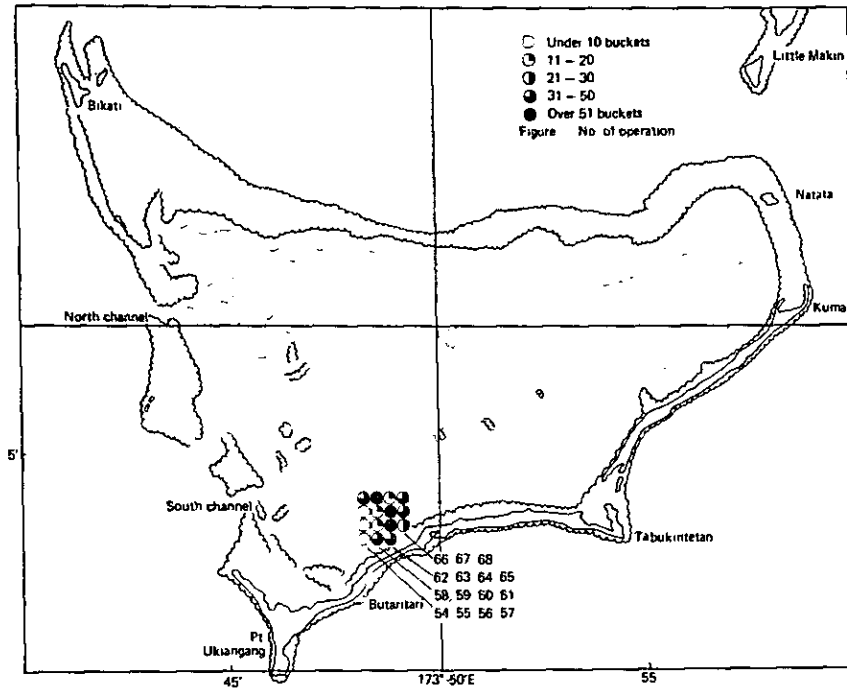 Under 10 buckets
11 – 20
21 – 30
31 – 50
Over 51 buckets
Figure No of operation
Little Makin
Bikati
Natata
Kuma
North channel
5'
South channel
Tabukintetan
66 67 68
62 63 64 65
58 59 60 61
54 55 56 57
Butaritari
Pt
Ukiangang
45'
173°-50'E
55